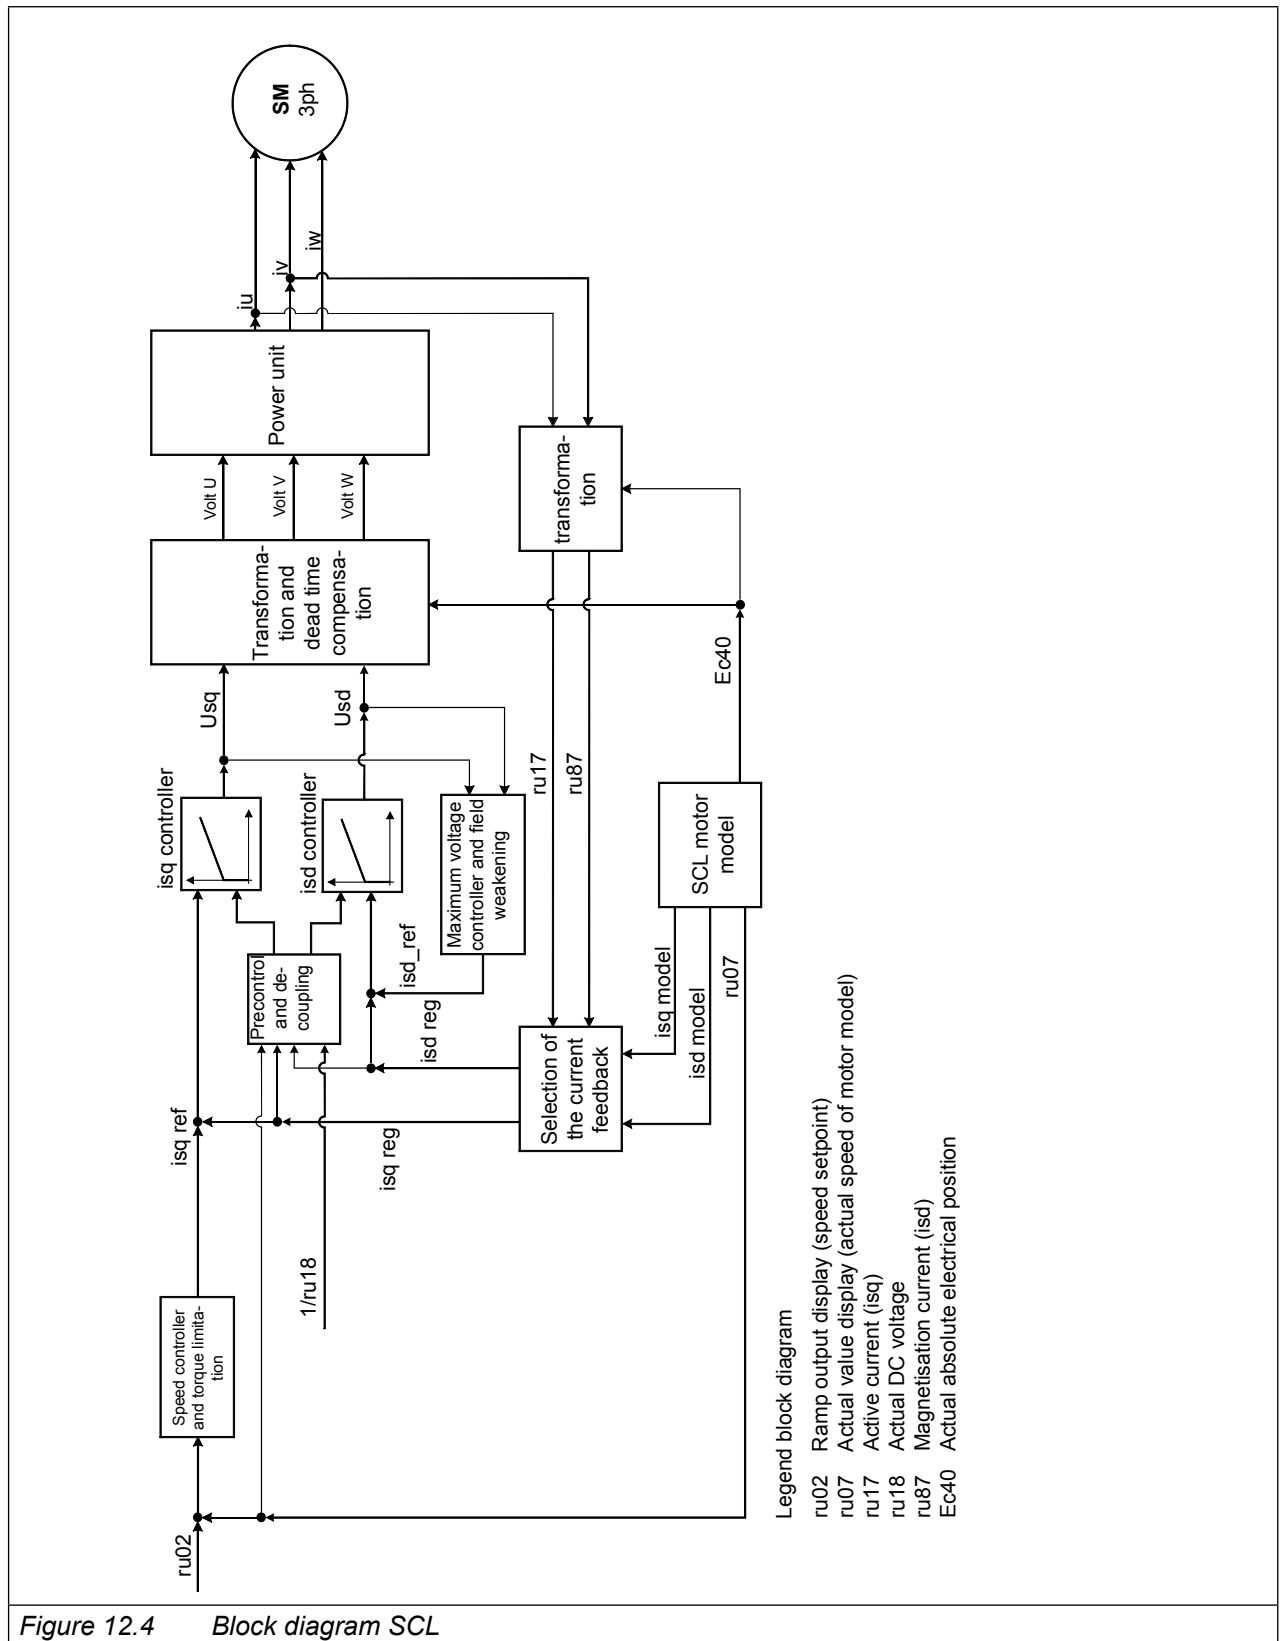 ru02
Speed controller
and torque limita-
tion
isq ref
1/ru18
isq reg
isd reg
isd_ref
Precontrol
and de-
coupling
isq controller
isd controller
Maximum voltage
controller and field
weakening
Usq
Usd
Transforma-
tion and
dead time
compensa-
tion
Volt U
Volt V
Volt W
Power unit
iu
iv
iw
SM
3ph
Selection of
the current
feedback
ru17
ru87
transforma-
tion
isq model
isd model
ru07
SCL motor
model
Ec40
Legend block diagram
ru02 Ramp output display (speed setpoint)
ru07 Actual value display (actual speed of motor model)
ru17 Active current (isq)
ru18 Actual DC voltage
ru87 Magnetisation current (isd)
Ec40 Actual absolute electrical position
Figure 12.4 Block diagram SCL